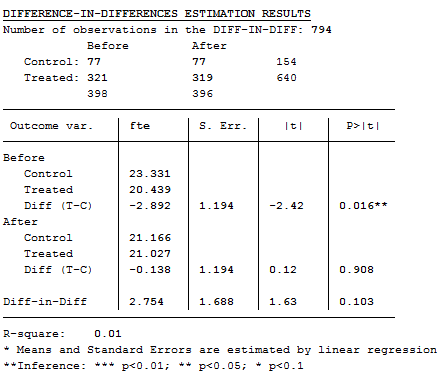 DIFFERENCE-IN-DIFFERENCES ESTIMATION RESULTS
Number of observations in the DIFF-IN-DIFF: 794
Before After
Control: 77 77 154
Treated: 321 319 640
398 396
Outcome var. fte S. Err. |t| P>|t|
Before
Control 23.331
Treated 20.439
Diff (T-C) -2.892 1.194 -2.42 0.016**
After
Control 21.166
Treated 21.027
Diff (T-C) -0.138 1.194 0.12 0.908
Diff-in-Diff 2.754 1.688 1.63 0.103
R-square: 0.01
* Means and Standard Errors are estimated by linear regression
**Inference: *** p<0.01; ** p<0.05; * p<0.1